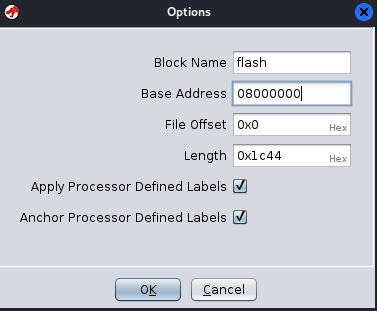 Options
Block Name flash
Base Address 08000000
File Offset 0x0 Hex
Length 0x1c44 Hex
Apply Processor Defined Labels
Anchor Processor Defined Labels
OK Cancel